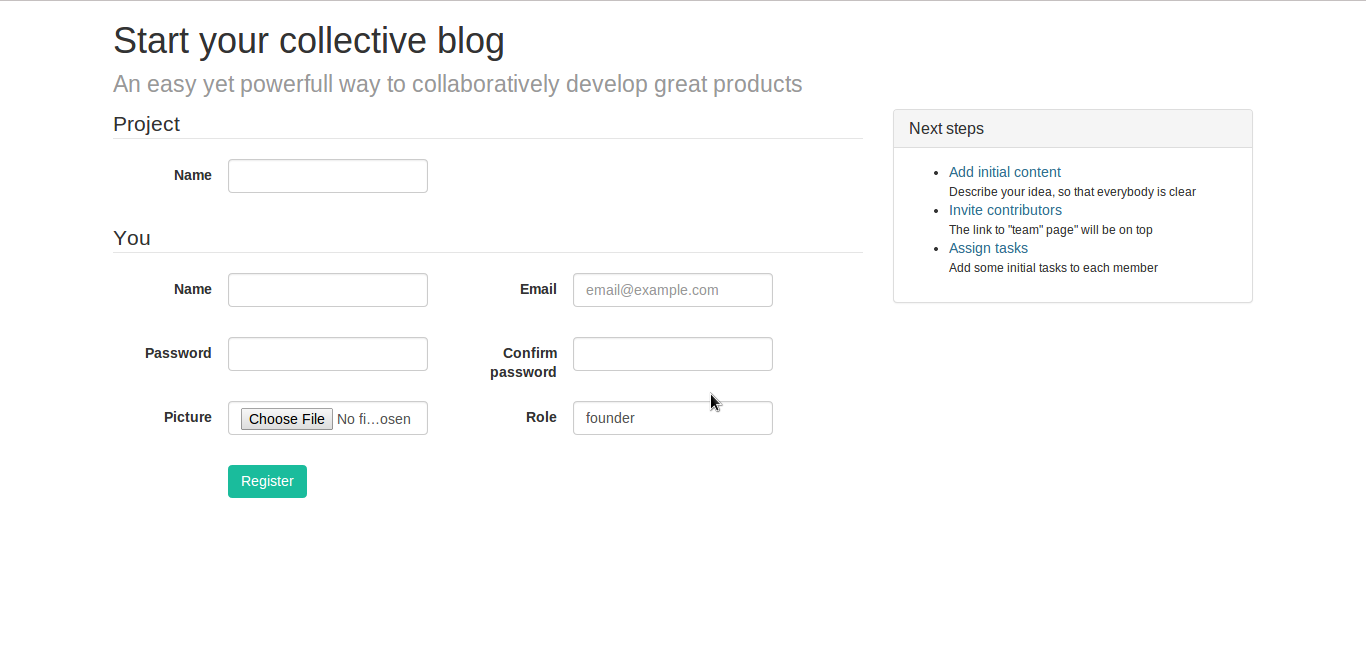 Start your collective blog
An easy yet powerfull way to collaboratively develop great products
Project
Name
You
Name
Email
email@example.com
Password
Confirm
password
Picture
Choose File
No fi...osen
Role
founder
Register
Next steps
Add initial content
Describe your idea, so that everybody is clear
Invite contributors
The link to "team" page" will be on top
Assign tasks
Add some initial tasks to each member